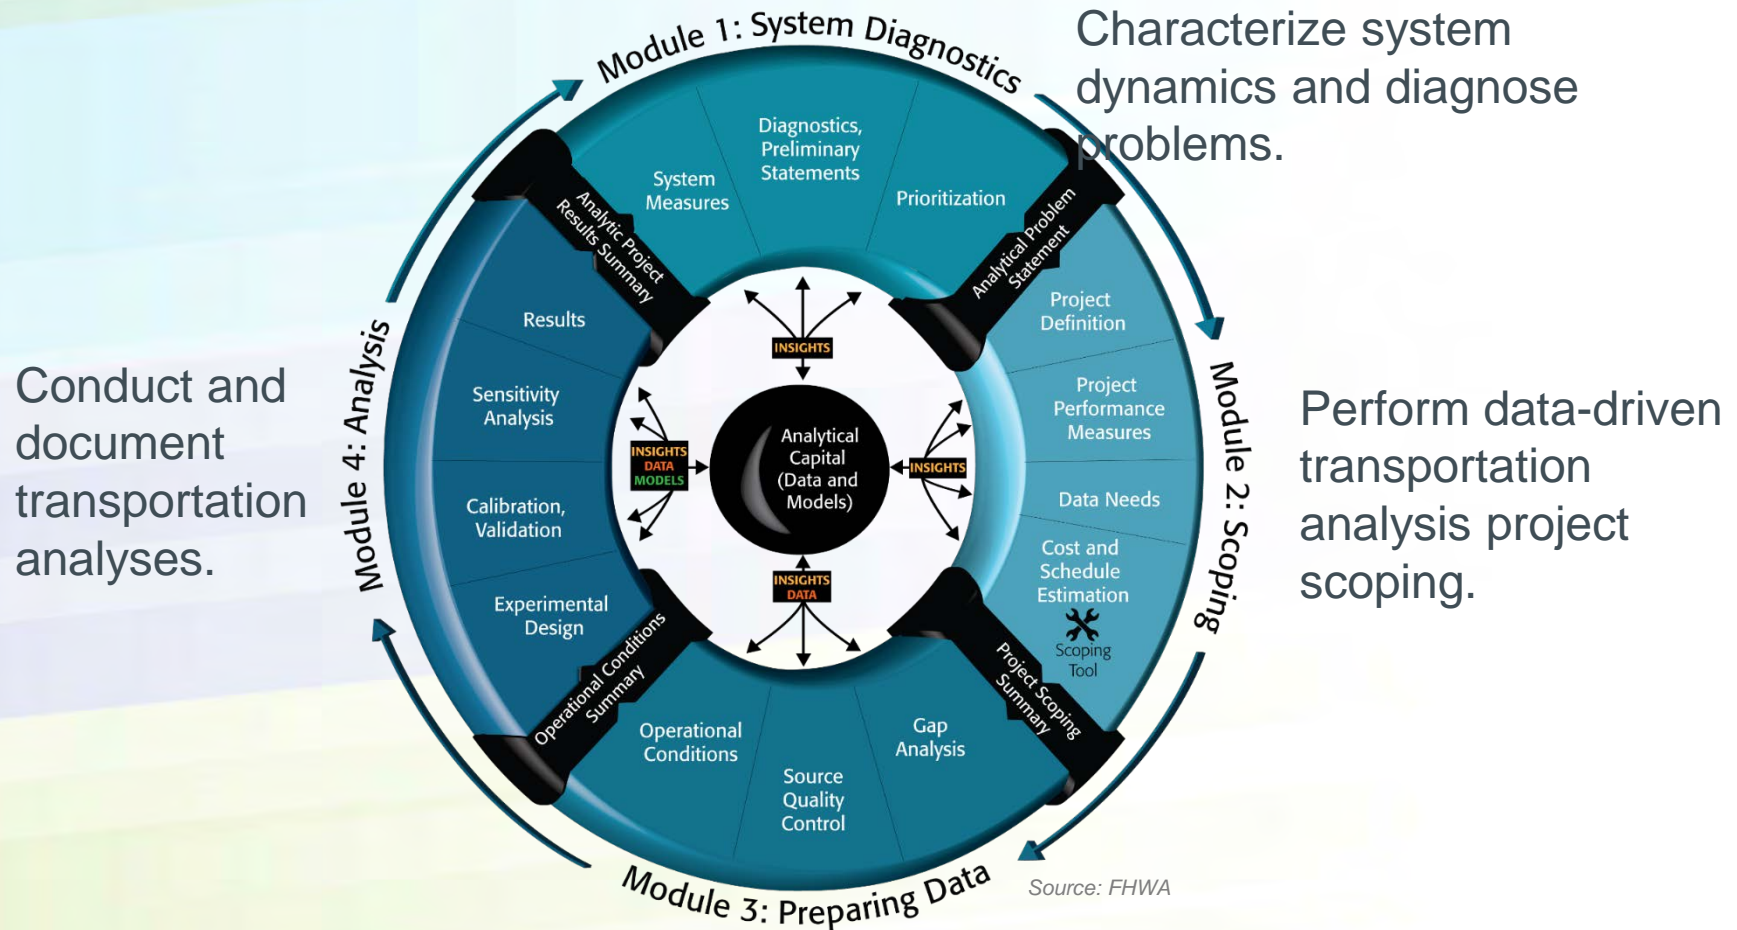 Module 1: System Diagnostics
Characterize system
dynamics and diagnose
problems.
System
Measures
Diagnostics,
Preliminary
Statements
Prioritization
Analytical Problem
Statement
Project
Definition
Project
Performance
Measures
Data Needs
Cost and
Schedule
Estimation
Scoping
Tool
Module 2: Scoping
Perform data-driven
transportation
analysis project
scoping.
Project Scoping
Summary
Gap
Analysis
Source
Quality
Control
Operational
Conditions
Module 3: Preparing Data
Source: FHWA
Operational Conditions
Summary
Experimental
Design
Calibration,
Validation
Sensitivity
Analysis
Results
Module 4: Analysis
Conduct and
document
transportation
analyses.
Analytic Project
Results Summary
INSIGHTS
INSIGHTS
INSIGHTS
DATA
INSIGHTS
DATA
MODELS
Analytical
Capital
(Data and
Models)